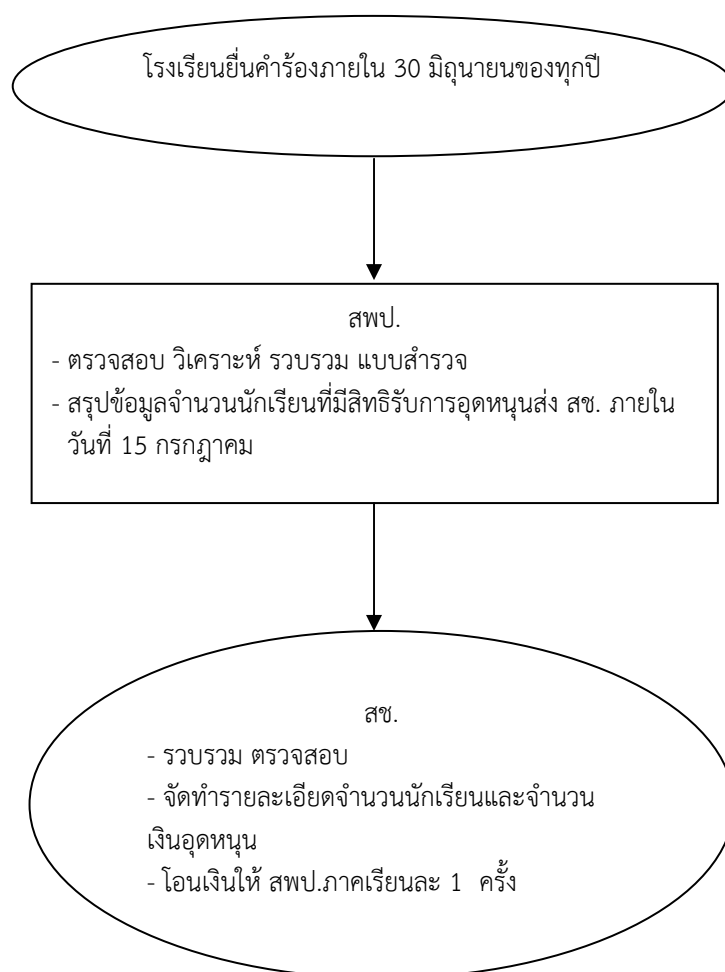 โรงเรียนยื่นคำร้องภายใน 30 มิถุนายนของทุกปี
สพป.
- ตรวจสอบ วิเคราะห์ รวบรวม แบบสำรวจ
- สรุปข้อมูลจำนวนนักเรียนที่มีสิทธิรับการอุดหนุนส่ง สช. ภายใน
วันที่ 15 กรกฎาคม
สช.
- รวบรวม ตรวจสอบ
- จัดทำรายละเอียดจำนวนนักเรียนและจำนวน
เงินอุดหนุน
- โอนเงินให้ สพป.ภาคเรียนละ 1 ครั้ง